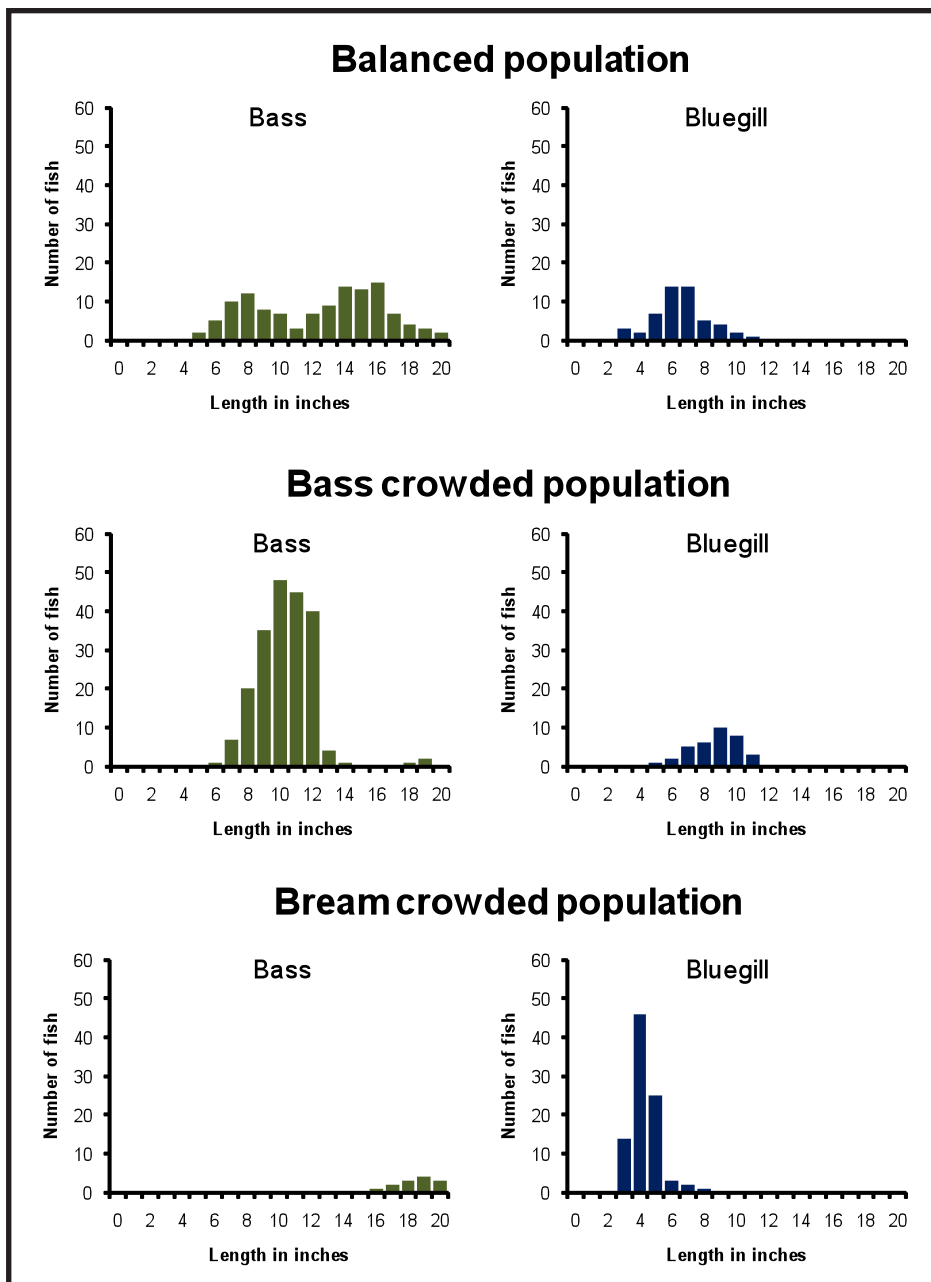 Balanced population
Bass
60
50
40
30
20
10
0
Number of fish
0 2 4 6 8 10 12 14 16 18 20
Length in inches
Bluegill
60
50
40
30
20
10
0
Number of fish
0 2 4 6 8 10 12 14 16 18 20
Length in inches
Bass crowded population
Bass
60
50
40
30
20
10
0
Number of fish
0 2 4 6 8 10 12 14 16 18 20
Length in inches
Bluegill
60
50
40
30
20
10
0
Number of fish
0 2 4 6 8 10 12 14 16 18 20
Length in inches
Bream crowded population
Bass
60
50
40
30
20
10
0
Number of fish
0 2 4 6 8 10 12 14 16 18 20
Length in inches
Bluegill
60
50
40
30
20
10
0
Number of fish
0 2 4 6 8 10 12 14 16 18 20
Length in inches